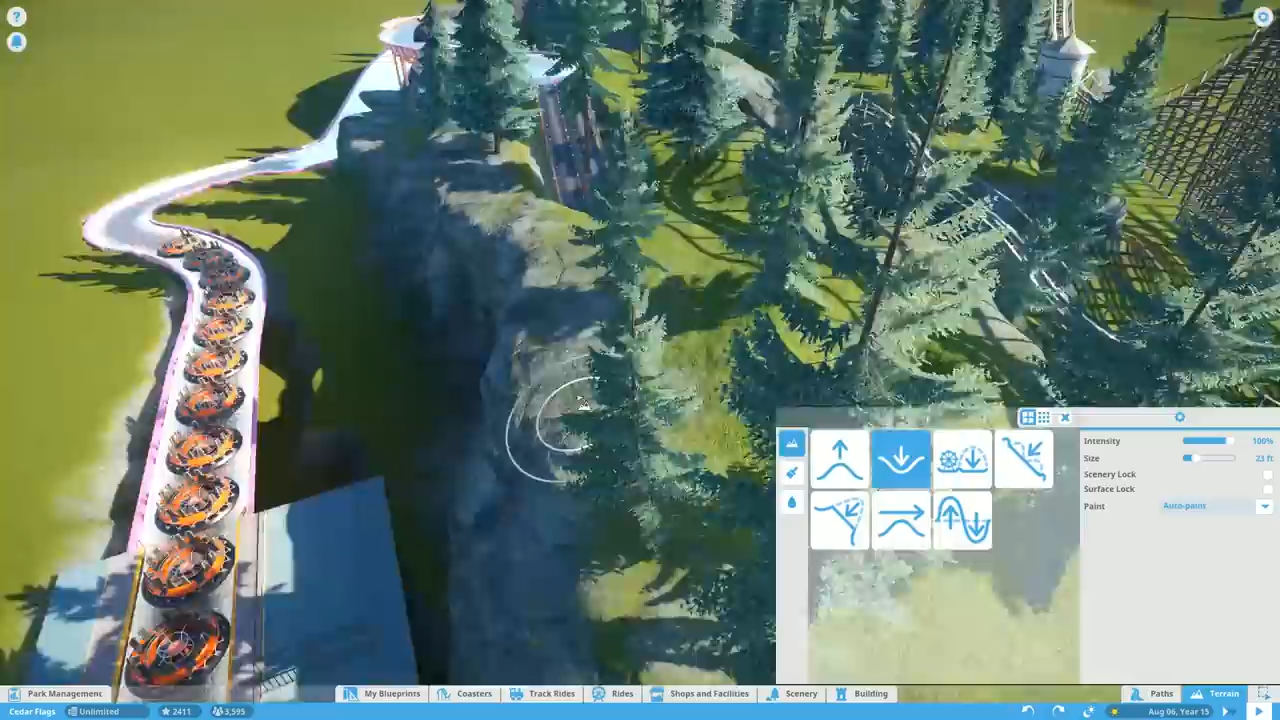 ?
Intensity 100%
Size 23 ft
Scenery Lock
Surface Lock
Paint Auto-paint
Park Management My Blueprints Coasters Track Rides Rides Shops and Facilities Scenery Building Paths Terrain
Cedar Flags Unlimited 2411 3,595 Aug 06, Year 15